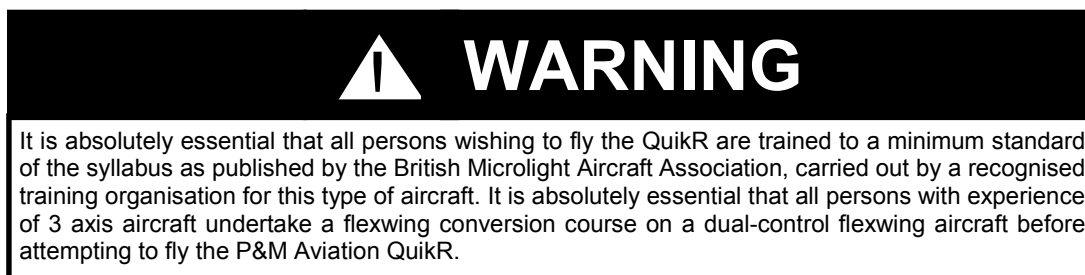 WARNING
It is absolutely essential that all persons wishing to fly the QuikR are trained to a minimum standard
of the syllabus as published by the British Microlight Aircraft Association, carried out by a recognised
training organisation for this type of aircraft. It is absolutely essential that all persons with experience
of 3 axis aircraft undertake a flexwing conversion course on a dual-control flexwing aircraft before
attempting to fly the P&M Aviation QuikR.